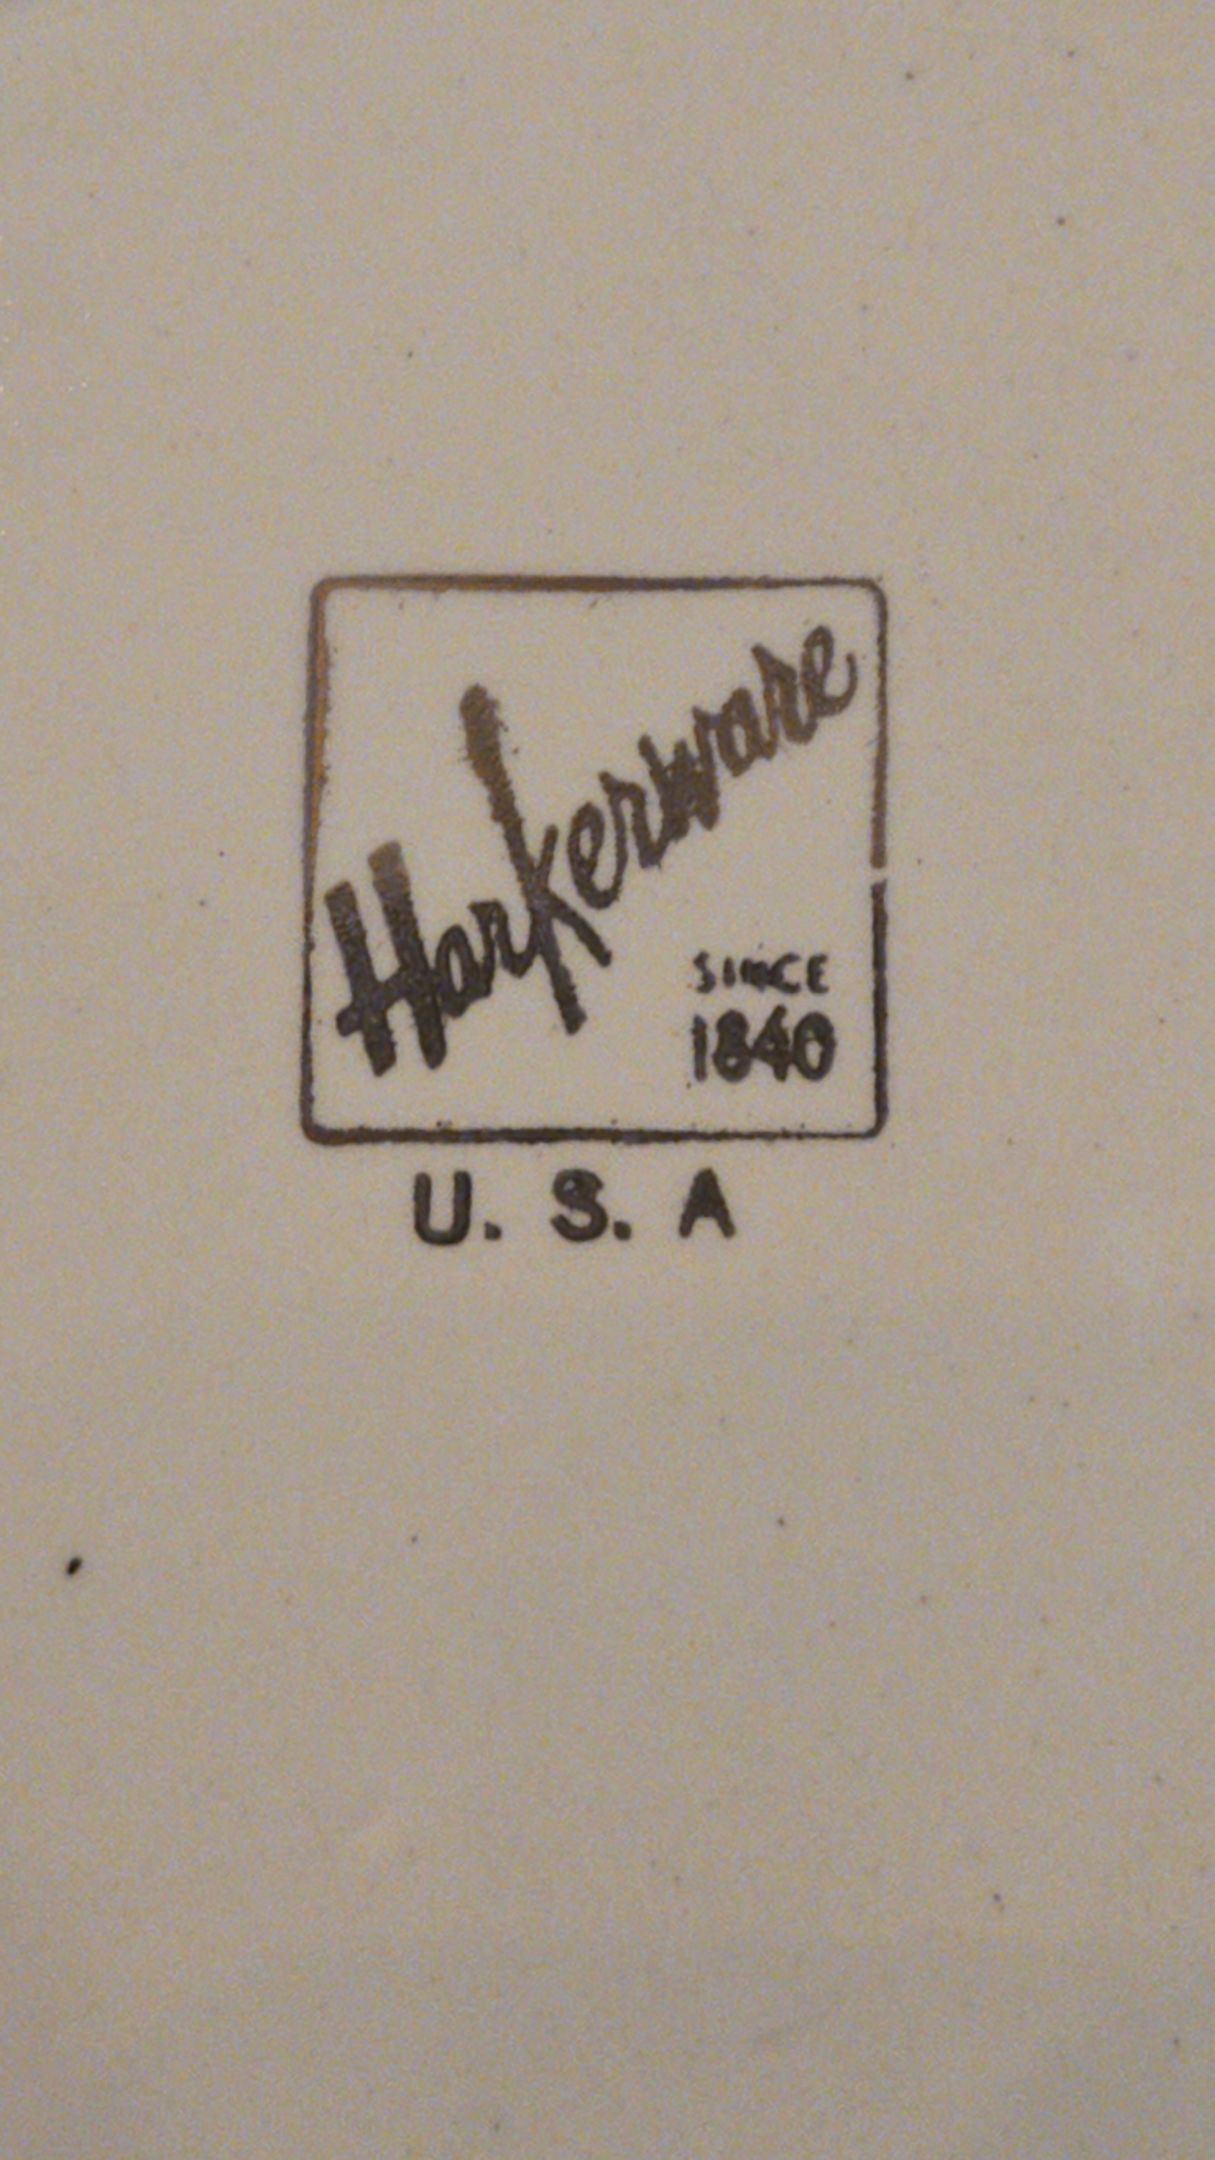 Harkerware
SINCE
1840
U. S. A